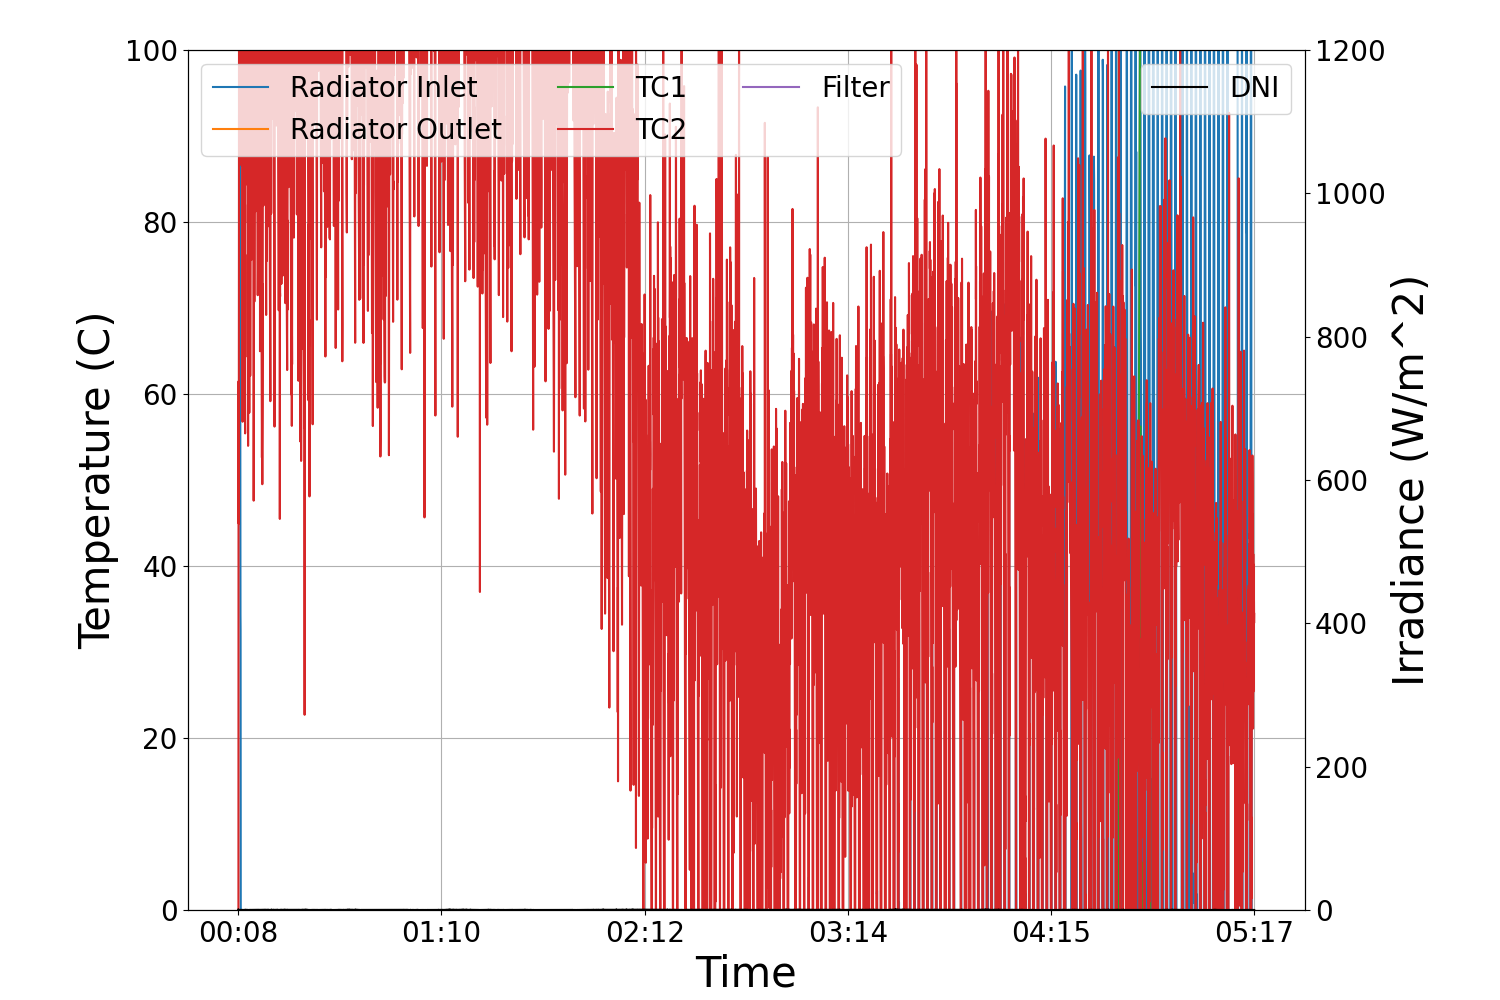 100
80
60
40
20
0
Temperature (C)
Radiator Inlet
Radiator Outlet
TC1
TC2
Filter
DNI
1200
1000
800
600
400
200
0
Irradiance (W/m^2)
00:08
01:10
02:12
03:14
04:15
05:17
Time